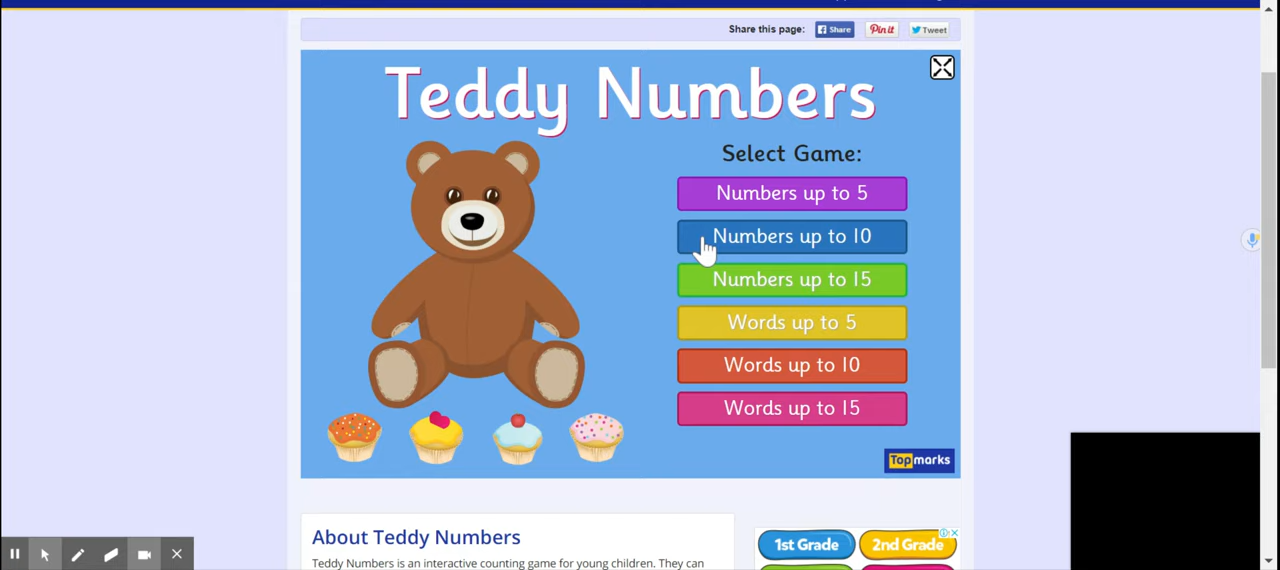 Share this page: Share Pin it Tweet
Teddy Numbers
Select Game:
Numbers up to 5
Numbers up to 10
Numbers up to 15
Words up to 5
Words up to 10
Words up to 15
Topmarks
About Teddy Numbers
Teddy Numbers is an interactive counting game for young children. They can
1st Grade 2nd Grade